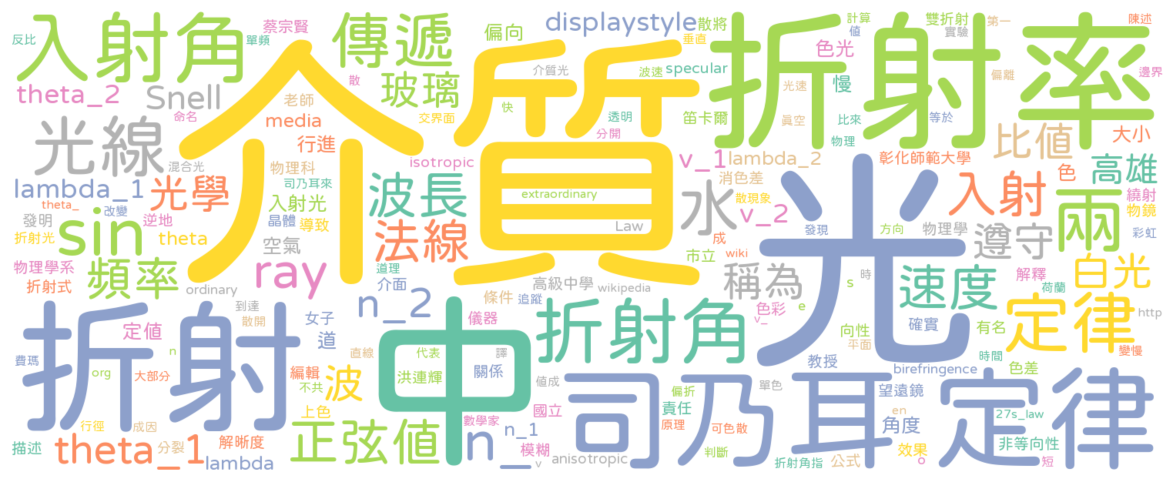 反比
入射角
單頻
蔡宗賢
傳遞
偏向
displaystyle
散將
垂直
計算
值
雙折射
實驗
第一
陳述
邊界
theta_2
Snell
老師
散
玻璃
介質光
波速
specular
色光
慢
光速
偏離
命名
交界面
快
透明
分開
笛卡爾
真空
比來
物理
等於
折射率
光線
media
行進
介質
isotropic
v_1
lambda_2
彰化師範大學
比值
大小
色
高雄
混合光
物理科
司乃耳來
lambda_1
光學
入射光
波長
extraordinary
水
消色差
v_2
入射
繞射
物鏡
theta_
改變
發明
逆地
晶體
導致
法線
Law
成
散現象
發現
方向
物理學
遵守
兩
彩虹
折射光
sin
theta
空氣
道理
市立
wiki
光
解釋
荷蘭
白光
物理學系
折射式
頻率
ray
ordinary
介面
n_2
高級中學
條件
追蹤
wikipedia
稱為
速度
s
時
http
到達
散開
女子
道
儀器
中
折射角
色彩
v_
e
向性
平面
確實
有名
時間
定律
變慢
費瑪
n
定值
折射
直線
代表
譯
關係
洪連輝
值成
教授
birefringence
色差
org
大部分
編輯
不共
波
單色
偏折
望遠鏡
en
27s_law
短
行徑
成因
上色
數學家
n_1
國立
責任
原理
可色散
司乃耳
角度
定律
描述
theta_1
分裂
解晰度
lambda
正弦值
n_
模糊
v
anisotropic
判斷
折射角指
公式
效果
o
非等向性